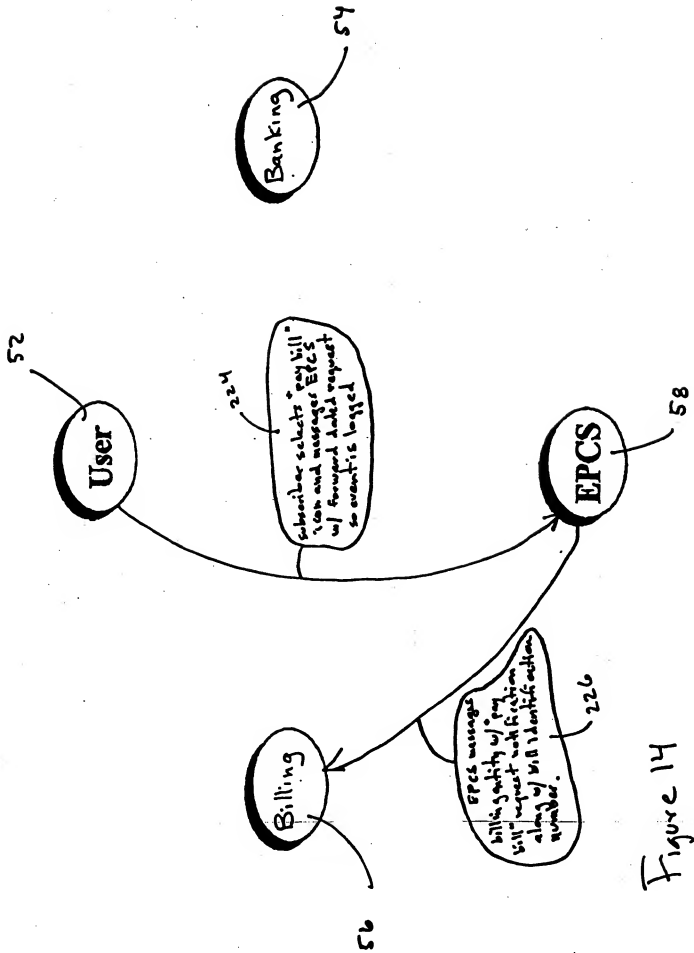 52
User
224
subscriber selects "pay bill"
icon and messages EPCS
w/ forward dated request
so event is logged
Banking
54
Billing
56
EPCS messages
billing entity w/ "pay
bill" request notification
along w/ bill identification
number.
226
EPCS
58
Figure 14